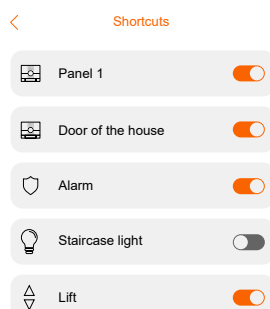 Shortcuts
Panel 1
Door of the house
Alarm
Staircase light
Lift